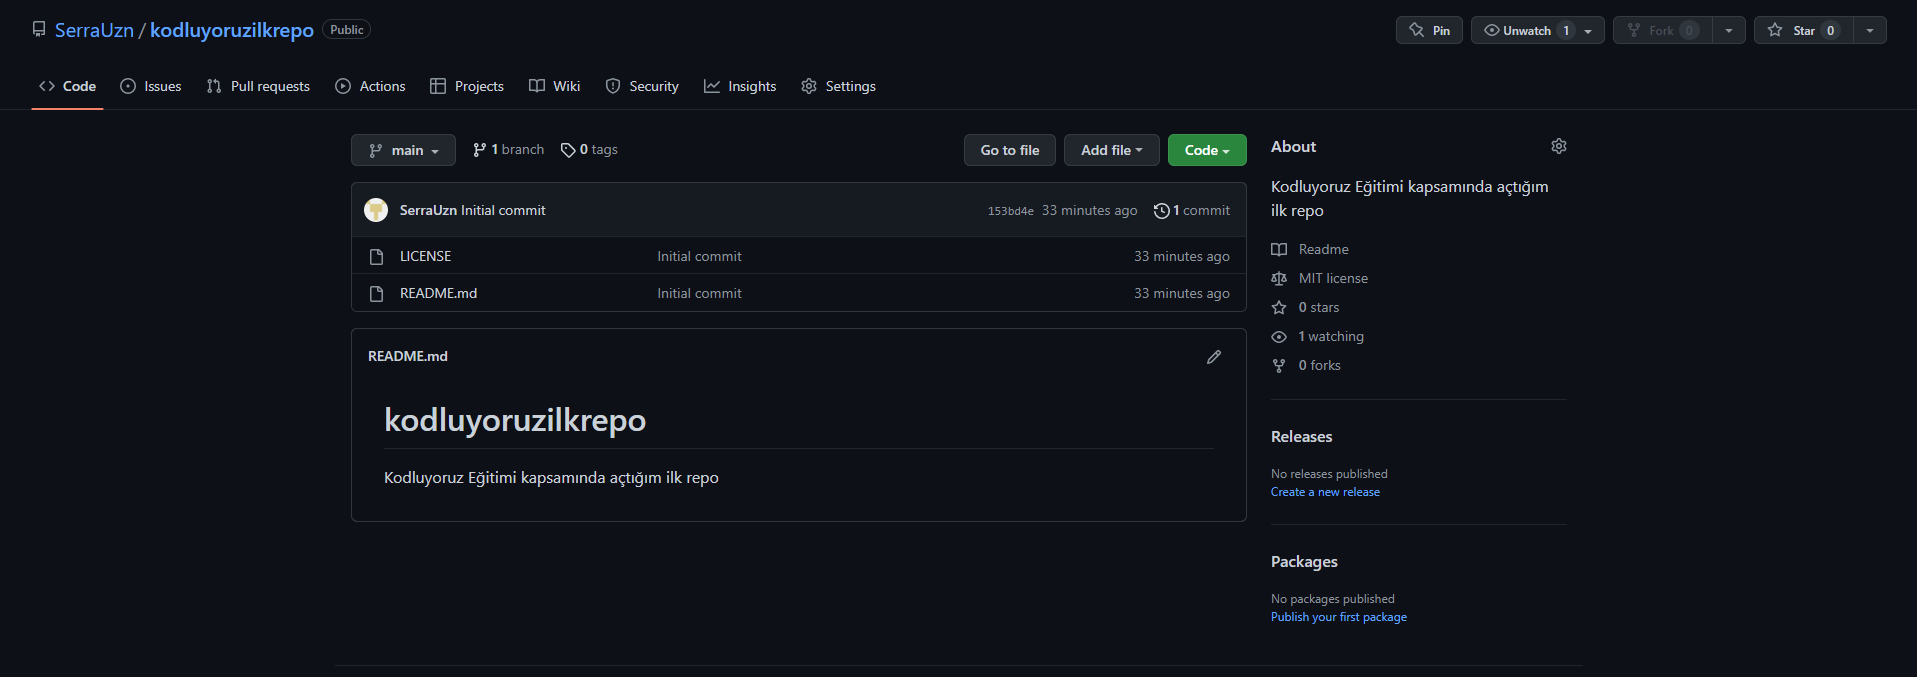 SerraUzn / kodluyoruzilkrepo Public
Pin Unwatch 1 Fork 0 Star 0
Code Issues Pull requests Actions Projects Wiki Security Insights Settings
main 1 branch 0 tags Go to file Add file Code
SerraUzn Initial commit 153bd4e 33 minutes ago 1 commit
LICENSE Initial commit 33 minutes ago
README.md Initial commit 33 minutes ago
README.md
kodluyoruzilkrepo
Kodluyoruz Eğitimi kapsamında açtığım ilk repo
About
Kodluyoruz Eğitimi kapsamında açtığım
ilk repo
Readme
MIT license
0 stars
1 watching
0 forks
Releases
No releases published
Create a new release
Packages
No packages published
Publish your first package